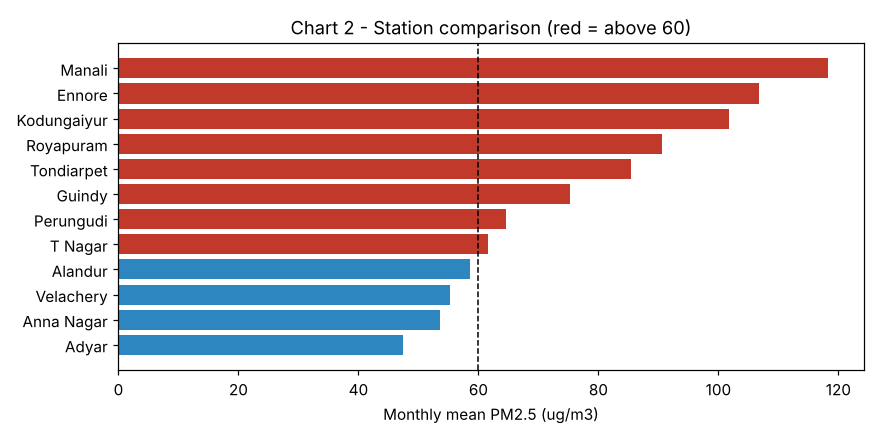 Chart 2 - Station comparison (red = above 60)
Manali
Ennore
Kodungaiyur
Royapuram
Tondiarpet
Guindy
Perungudi
T Nagar
Alandur
Velachery
Anna Nagar
Adyar
0 20 40 60 80 100 120
Monthly mean PM2.5 (ug/m3)